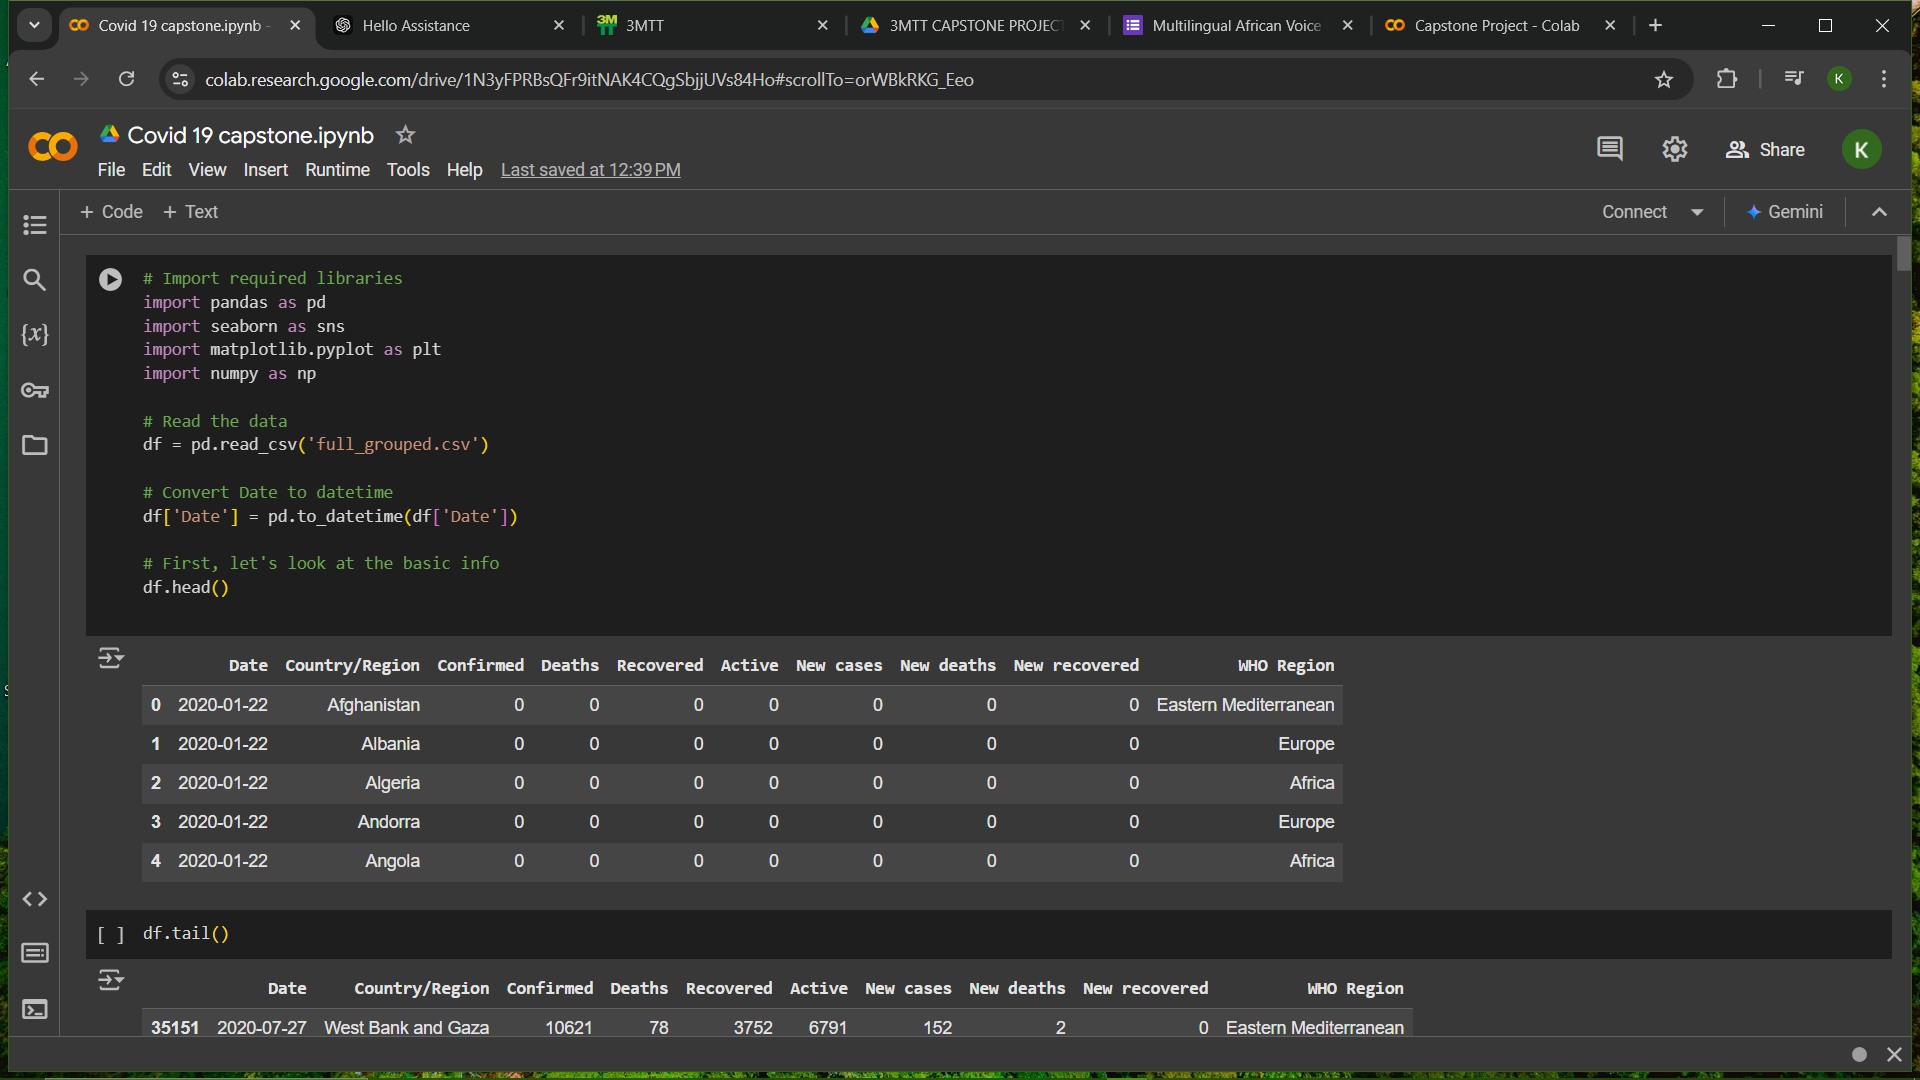 Covid 19 capstone.ipynb -
Hello Assistance
3MTT
3MTT CAPSTONE PROJECT
Multilingual African Voice
Capstone Project - Colab
colab.research.google.com/drive/1N3yFPRBsQFr9itNAK4CQgSbjjUVs84Ho#scrollTo=orWBkRKG_Eeo
K
Covid 19 capstone.ipynb
Share
K
File Edit View Insert Runtime Tools Help Last saved at 12:39 PM
+ Code + Text
Connect
Gemini
# Import required libraries
import pandas as pd
import seaborn as sns
import matplotlib.pyplot as plt
import numpy as np
# Read the data
df = pd.read_csv('full_grouped.csv')
# Convert Date to datetime
df['Date'] = pd.to_datetime(df['Date'])
# First, let's look at the basic info
df.head()
Date Country/Region Confirmed Deaths Recovered Active New cases New deaths New recovered WHO Region
0 2020-01-22 Afghanistan 0 0 0 0 0 0 0 Eastern Mediterranean
1 2020-01-22 Albania 0 0 0 0 0 0 0 Europe
2 2020-01-22 Algeria 0 0 0 0 0 0 0 Africa
3 2020-01-22 Andorra 0 0 0 0 0 0 0 Europe
4 2020-01-22 Angola 0 0 0 0 0 0 0 Africa
[ ] df.tail()
Date Country/Region Confirmed Deaths Recovered Active New cases New deaths New recovered WHO Region
35151 2020-07-27 West Bank and Gaza 10621 78 3752 6791 152 2 0 Eastern Mediterranean